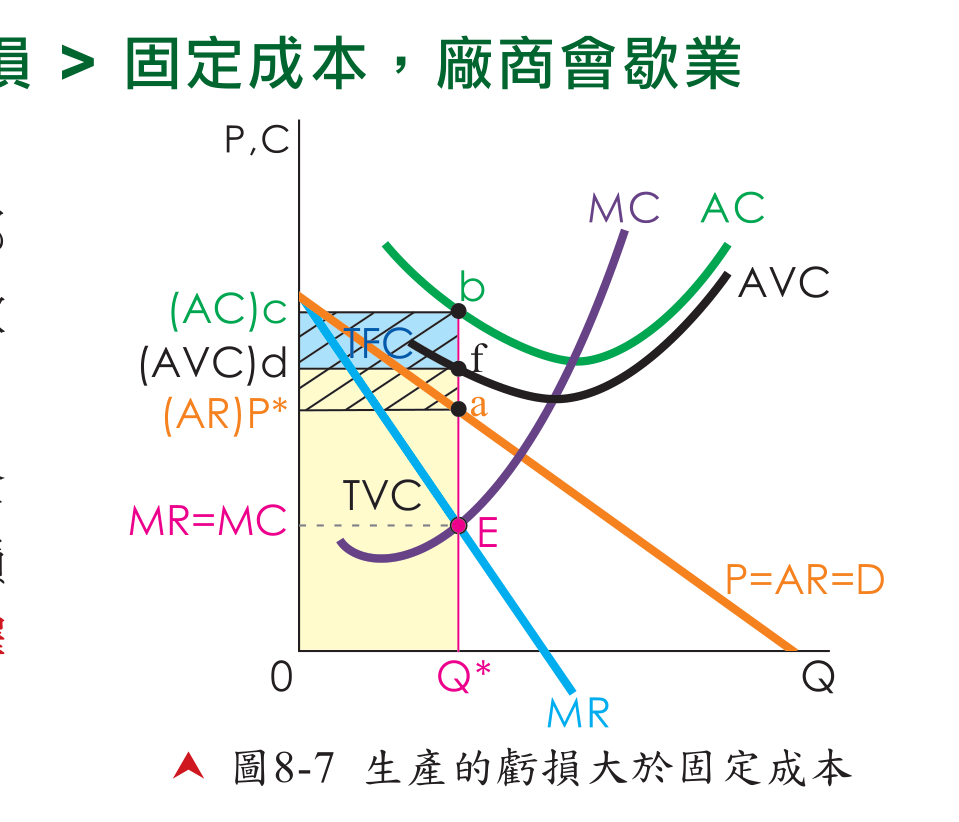 損 > 固定成本，廠商會歇業
P,C
MC
AC
AVC
(AC)c
b
TFC
(AVC)d
f
(AR)P*
a
TVC
MR=MC
E
P=AR=D
0
Q*
Q
MR
圖8-7 生產的虧損大於固定成本